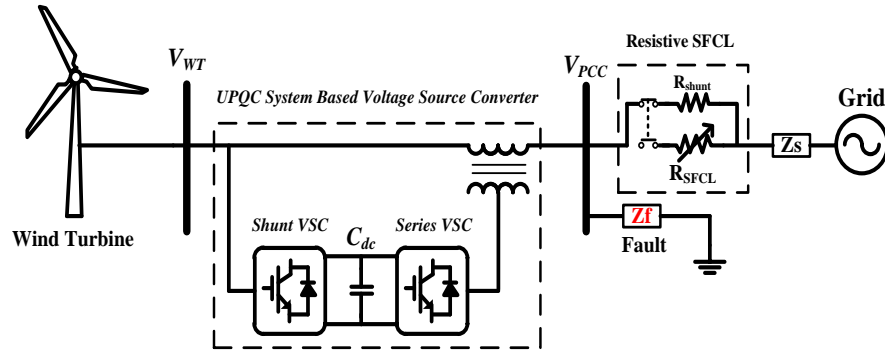 Resistive SFCL
V_WT
V_PCC
R_shunt
UPQC System Based Voltage Source Converter
Grid
Zs
R_SFCL
Shunt VSC
C_dc
Series VSC
Zf
Wind Turbine
Fault